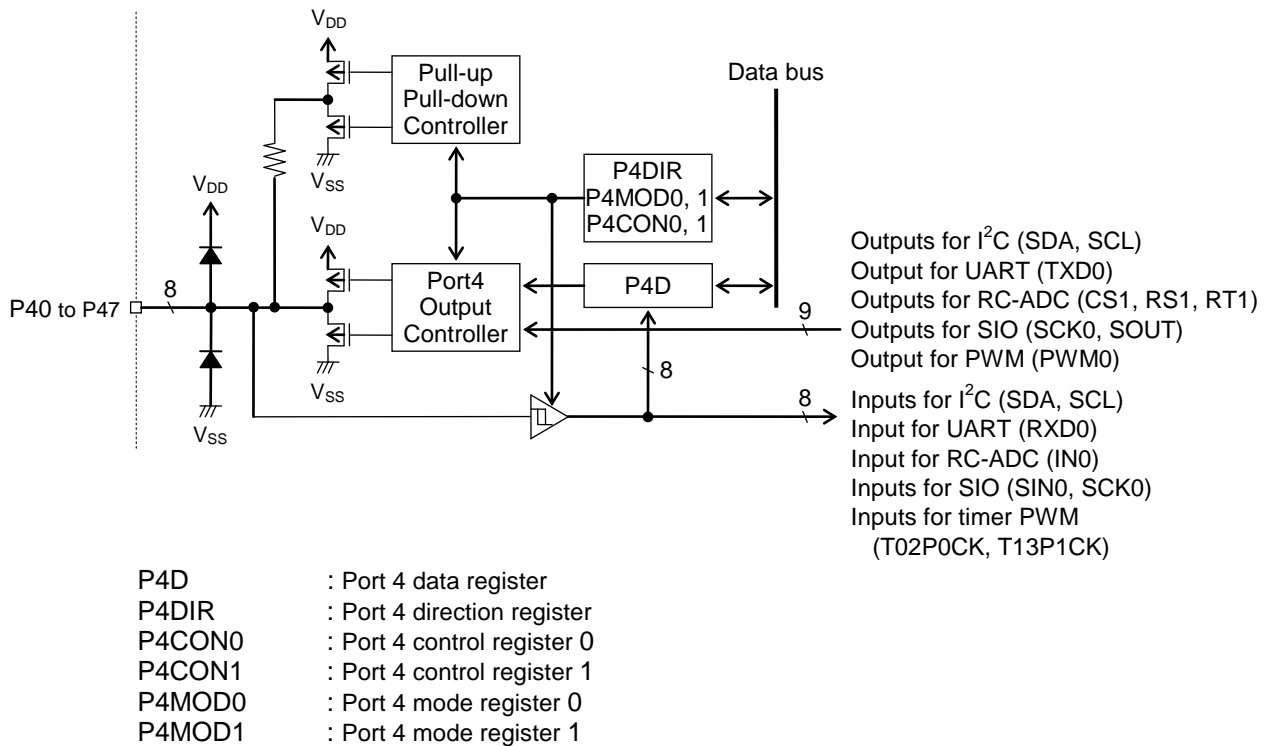 VDD
Pull-up
Pull-down
Controller
VSS
Data bus
P4DIR
P4MOD0, 1
P4CON0, 1
VDD
VDD
Port4
Output
Controller
P4D
P40 to P47
8
VSS
VSS
8
9
8
Outputs for I2C (SDA, SCL)
Output for UART (TXD0)
Outputs for RC-ADC (CS1, RS1, RT1)
Outputs for SIO (SCK0, SOUT)
Output for PWM (PWM0)
Inputs for I2C (SDA, SCL)
Input for UART (RXD0)
Input for RC-ADC (IN0)
Inputs for SIO (SIN0, SCK0)
Inputs for timer PWM
(T02P0CK, T13P1CK)
P4D : Port 4 data register
P4DIR : Port 4 direction register
P4CON0 : Port 4 control register 0
P4CON1 : Port 4 control register 1
P4MOD0 : Port 4 mode register 0
P4MOD1 : Port 4 mode register 1